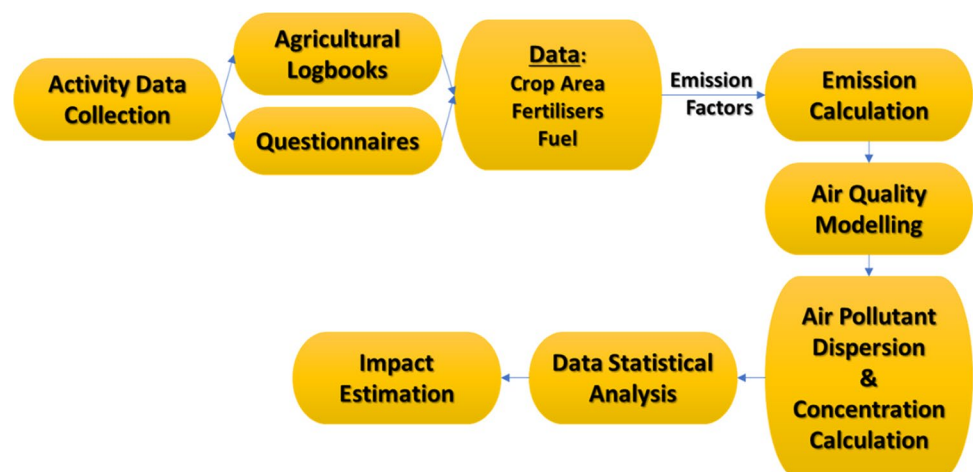 Activity Data
Collection
Agricultural
Logbooks
Questionnaires
Data:
Crop Area
Fertilisers
Fuel
Emission
Factors
Emission
Calculation
Air Quality
Modelling
Air Pollutant
Dispersion
&
Concentration
Calculation
Data Statistical
Analysis
Impact
Estimation